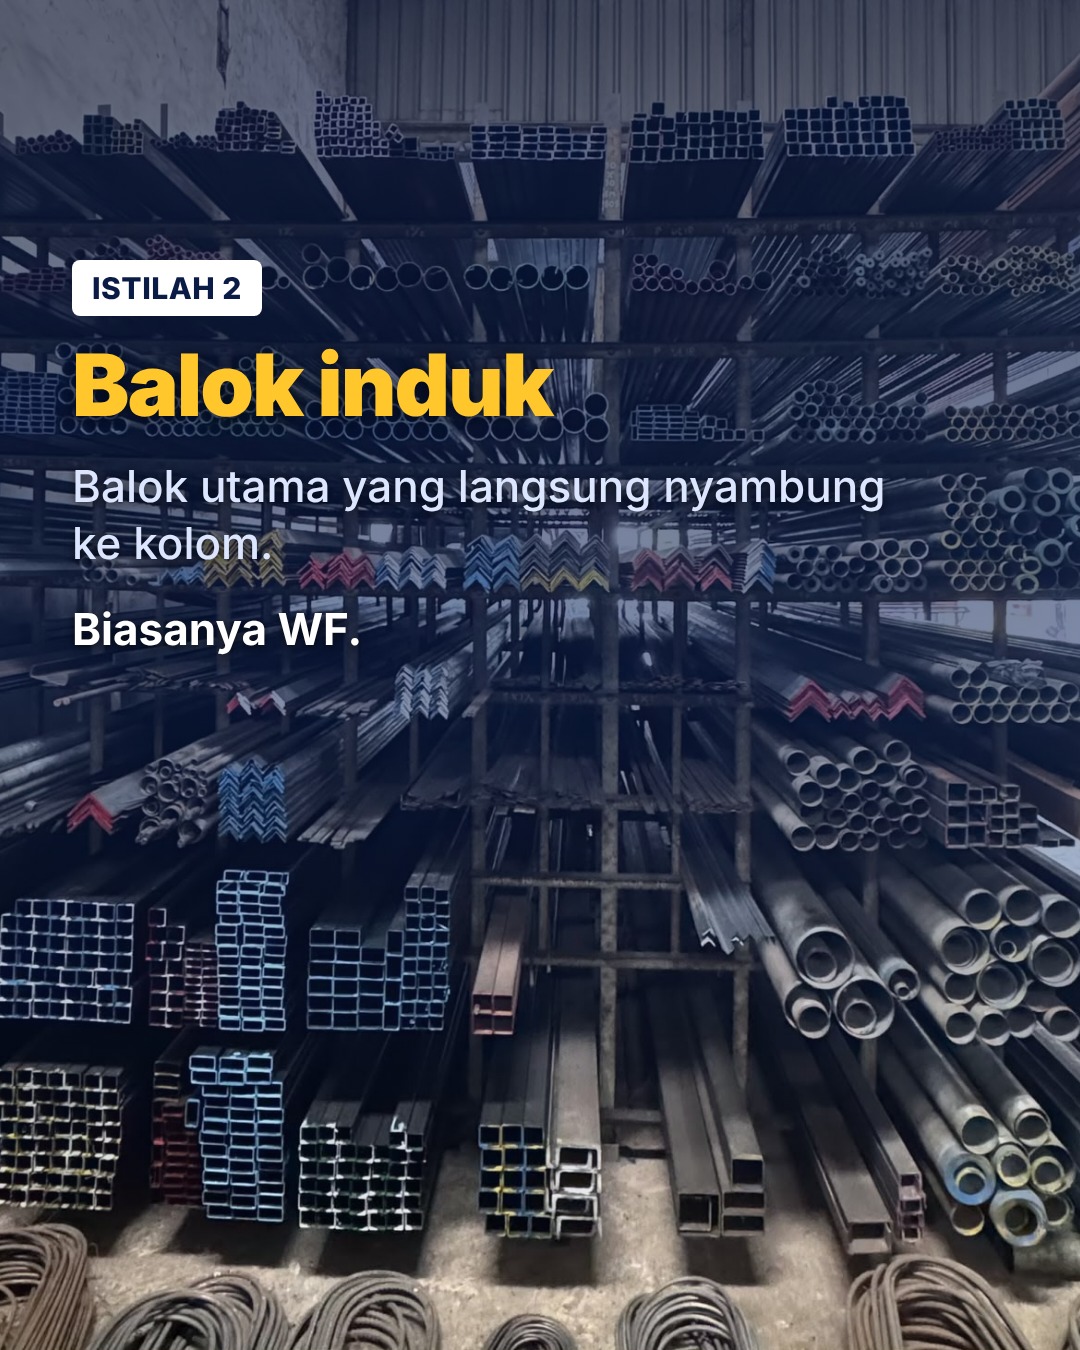 ISTILAH 2
Balok induk
Balok utama yang langsung nyambung
ke kolom.
Biasanya WF.